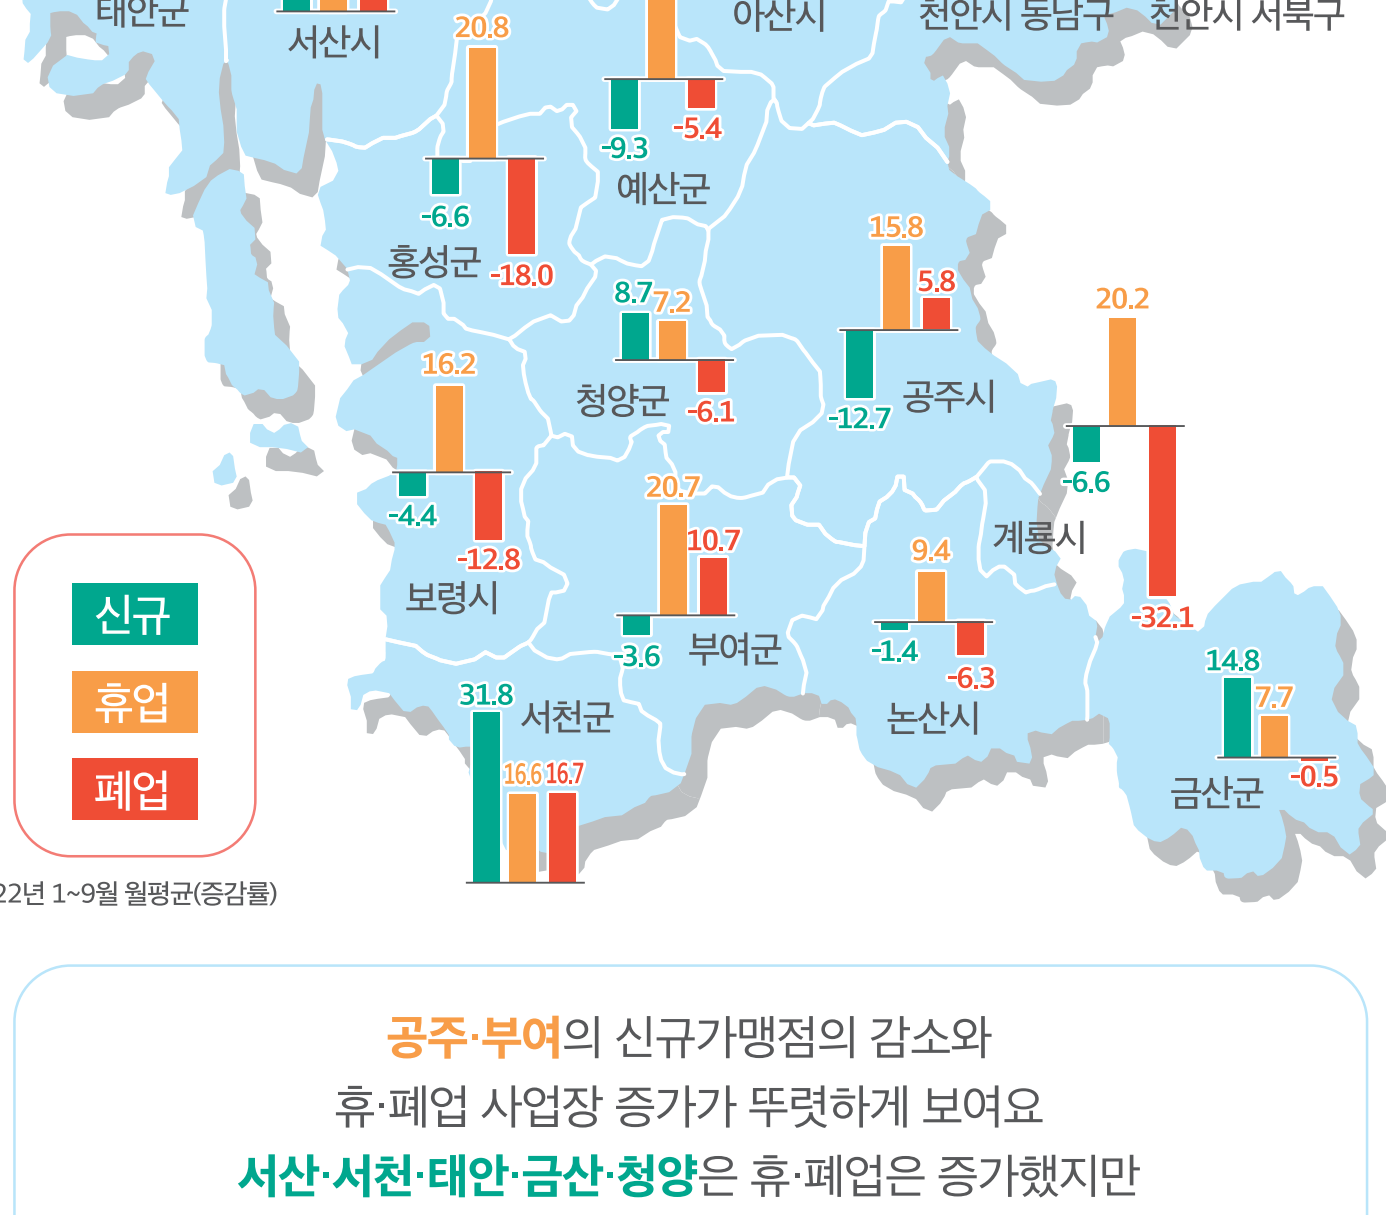 태안군
서산시
아산시
천안시 동남구
천안시 서북구
20.8
-6.6
-18.0
홍성군
-9.3
-5.4
예산군
15.8
5.8
-12.7
공주시
8.7
7.2
-6.1
청양군
20.2
-6.6
-32.1
계룡시
16.2
-4.4
-12.8
보령시
20.7
10.7
-3.6
부여군
9.4
-1.4
-6.3
논산시
14.8
7.7
-0.5
금산군
31.8
16.6
16.7
서천군
신규
휴업
폐업
22년 1~9월 월평균(증감률)
공주·부여의 신규가맹점의 감소와
휴·폐업 사업장 증가가 뚜렷하게 보여요
서산·서천·태안·금산·청양은 휴·폐업은 증가했지만